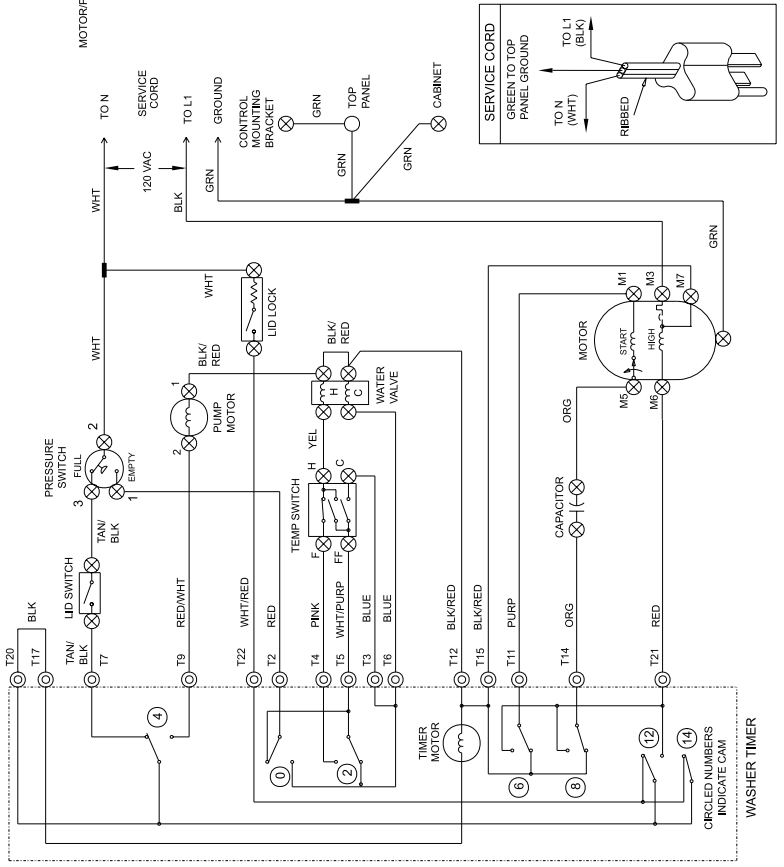 MOTOR/P
TO N
SERVICE
CORD
TO L1
GROUND
WHT
120 VAC
BLK
GRN
CONTROL
MOUNTING
BRACKET
GRN
TOP
PANEL
GRN
GRN
CABINET
SERVICE CORD
GREEN TO TOP
PANEL GROUND
TO N
(WHT)
TO L1
(BLK)
RIBBED
WHT
WHT
LID LOCK
BLK/
RED
BLK/
RED
PRESSURE
SWITCH
FULL
EMPTY
2
3
1
1
PUMP
MOTOR
2
H
C
WATER
VALVE
YEL
H
C
TEMP SWITCH
F
FF
MOTOR
START
HIGH
M1
M3
M7
M5
M6
GRN
ORG
CAPACITOR
LID SWITCH
TAN/
BLK
BLK
TAN/
BLK
RED/WHT
WHT/RED
RED
PINK
WHT/PURP
BLUE
BLUE
BLK/RED
BLK/RED
PURP
ORG
RED
T20
T17
T7
T9
T22
T2
T4
T5
T3
T6
T12
T15
T11
T14
T21
4
0
2
TIMER
MOTOR
6
8
12
14
CIRCLED NUMBERS
INDICATE CAM
WASHER TIMER